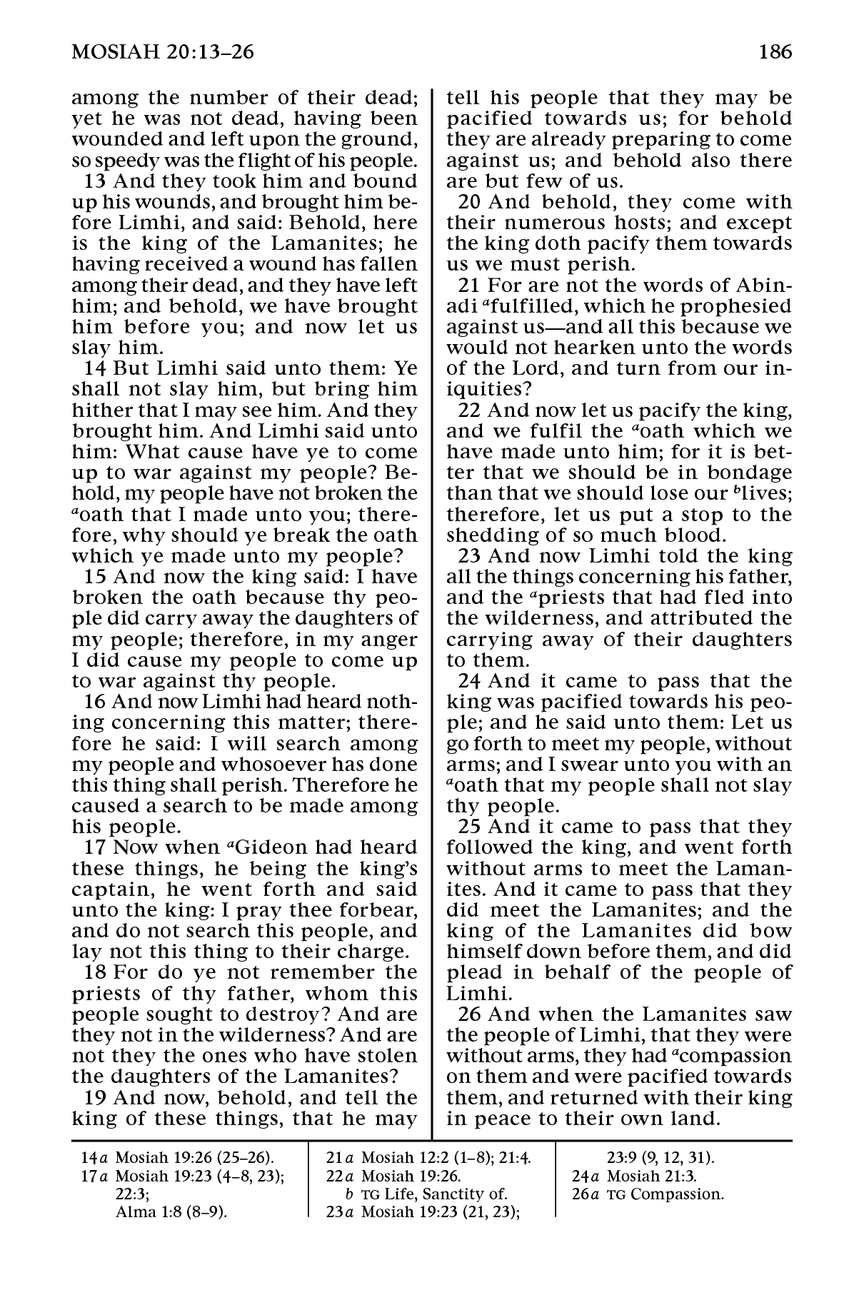 MOSIAH 20:13–26
186
among the number of their dead;
yet he was not dead, having been
wounded and left upon the ground,
so speedy was the flight of his people.
13 And they took him and bound
up his wounds, and brought him be-
fore Limhi, and said: Behold, here
is the king of the Lamanites; he
having received a wound has fallen
among their dead, and they have left
him; and behold, we have brought
him before you; and now let us
slay him.
14 But Limhi said unto them: Ye
shall not slay him, but bring him
hither that I may see him. And they
brought him. And Limhi said unto
him: What cause have ye to come
up to war against my people? Be-
hold, my people have not broken the
aoath that I made unto you; there-
fore, why should ye break the oath
which ye made unto my people?
15 And now the king said: I have
broken the oath because thy peo-
ple did carry away the daughters of
my people; therefore, in my anger
I did cause my people to come up
to war against thy people.
16 And now Limhi had heard noth-
ing concerning this matter; there-
fore he said: I will search among
my people and whosoever has done
this thing shall perish. Therefore he
caused a search to be made among
his people.
17 Now when aGideon had heard
these things, he being the king's
captain, he went forth and said
unto the king: I pray thee forbear,
and do not search this people, and
lay not this thing to their charge.
18 For do ye not remember the
priests of thy father, whom this
people sought to destroy? And are
they not in the wilderness? And are
not they the ones who have stolen
the daughters of the Lamanites?
19 And now, behold, and tell the
king of these things, that he may
tell his people that they may be
pacified towards us; for behold
they are already preparing to come
against us; and behold also there
are but few of us.
20 And behold, they come with
their numerous hosts; and except
the king doth pacify them towards
us we must perish.
21 For are not the words of Abin-
adi afulfilled, which he prophesied
against us—and all this because we
would not hearken unto the words
of the Lord, and turn from our in-
iquities?
22 And now let us pacify the king,
and we fulfil the aoath which we
have made unto him; for it is bet-
ter that we should be in bondage
than that we should lose our blives;
therefore, let us put a stop to the
shedding of so much blood.
23 And now Limhi told the king
all the things concerning his father,
and the apriests that had fled into
the wilderness, and attributed the
carrying away of their daughters
to them.
24 And it came to pass that the
king was pacified towards his peo-
ple; and he said unto them: Let us
go forth to meet my people, without
arms; and I swear unto you with an
aoath that my people shall not slay
thy people.
25 And it came to pass that they
followed the king, and went forth
without arms to meet the Laman-
ites. And it came to pass that they
did meet the Lamanites; and the
king of the Lamanites did bow
himself down before them, and did
plead in behalf of the people of
Limhi.
26 And when the Lamanites saw
the people of Limhi, that they were
without arms, they had acompassion
on them and were pacified towards
them, and returned with their king
in peace to their own land.
14a Mosiah 19:26 (25–26).
17a Mosiah 19:23 (4–8, 23);
22:3;
Alma 1:8 (8–9).
21a Mosiah 12:2 (1–8); 21:4.
22a Mosiah 19:26.
b TG Life, Sanctity of.
23a Mosiah 19:23 (21, 23);
23:9 (9, 12, 31).
24a Mosiah 21:3.
26a TG Compassion.